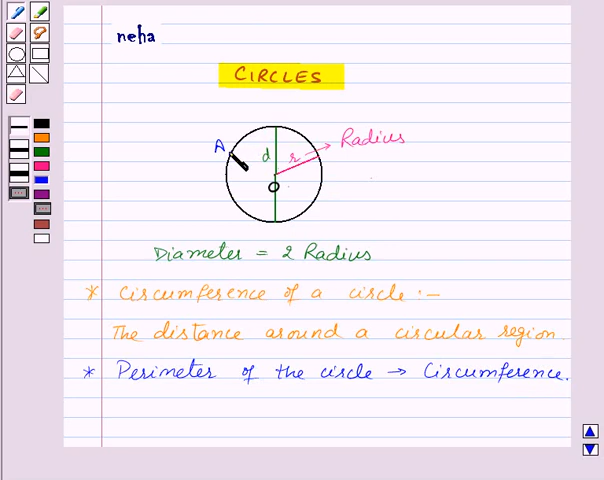 neha
CIRCLES
A
d
r
Radius
O
Diameter = 2 Radius
* Circumference of a circle :-
The distance around a circular region.
* Perimeter of the circle → Circumference.